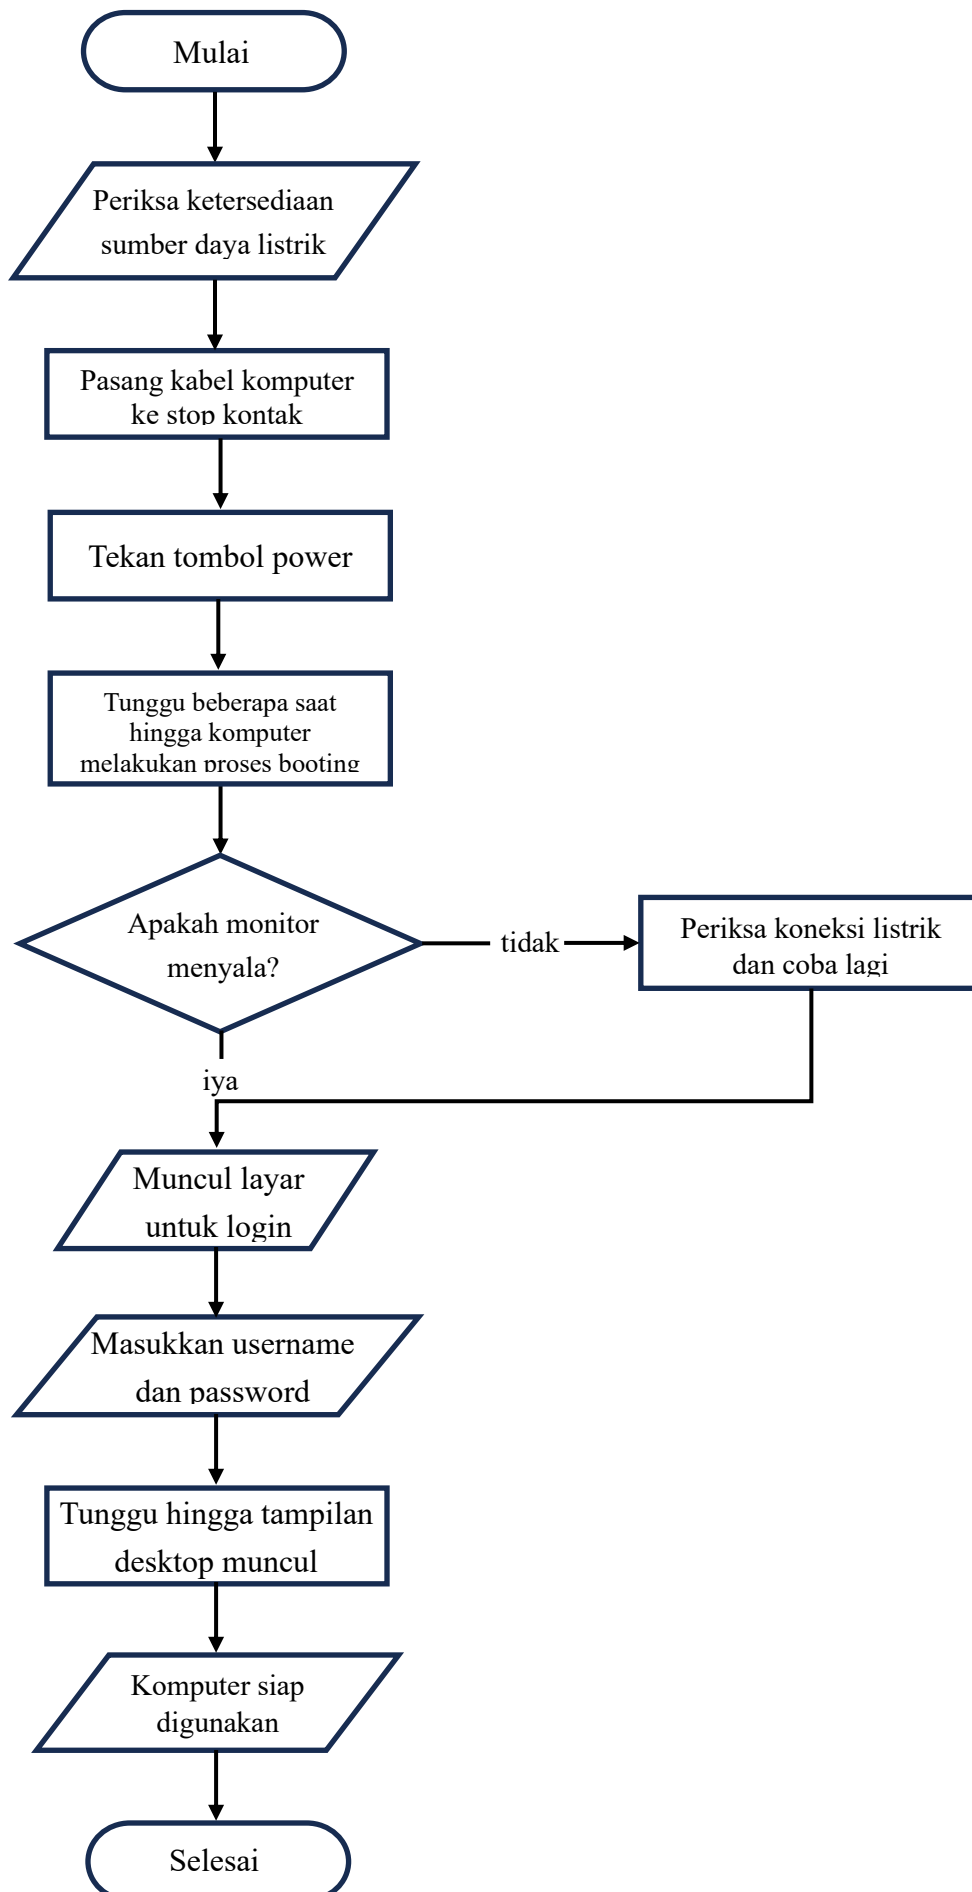 Mulai
Periksa ketersediaan
sumber daya listrik
Pasang kabel komputer
ke stop kontak
Tekan tombol power
Tunggu beberapa saat
hingga komputer
melakukan proses booting
Apakah monitor
menyala?
tidak
Periksa koneksi listrik
dan coba lagi
iya
Muncul layar
untuk login
Masukkan username
dan password
Tunggu hingga tampilan
desktop muncul
Komputer siap
digunakan
Selesai